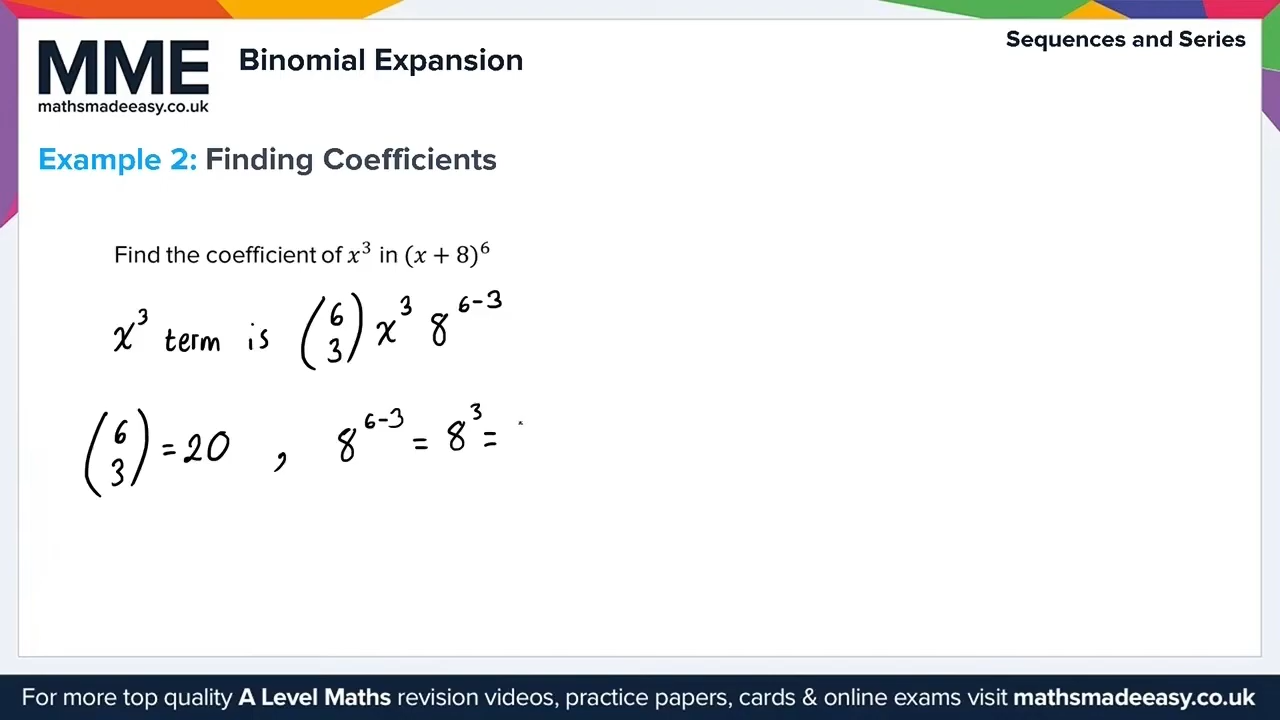 Sequences and Series
MME
mathsmadeeasy.co.uk
Binomial Expansion
Example 2: Finding Coefficients
Find the coefficient of x³ in (x + 8)⁶
x³ term is (6 3) x³ 8⁶⁻³
(6 3) = 20 , 8⁶⁻³ = 8³ =
For more top quality A Level Maths revision videos, practice papers, cards & online exams visit mathsmadeeasy.co.uk